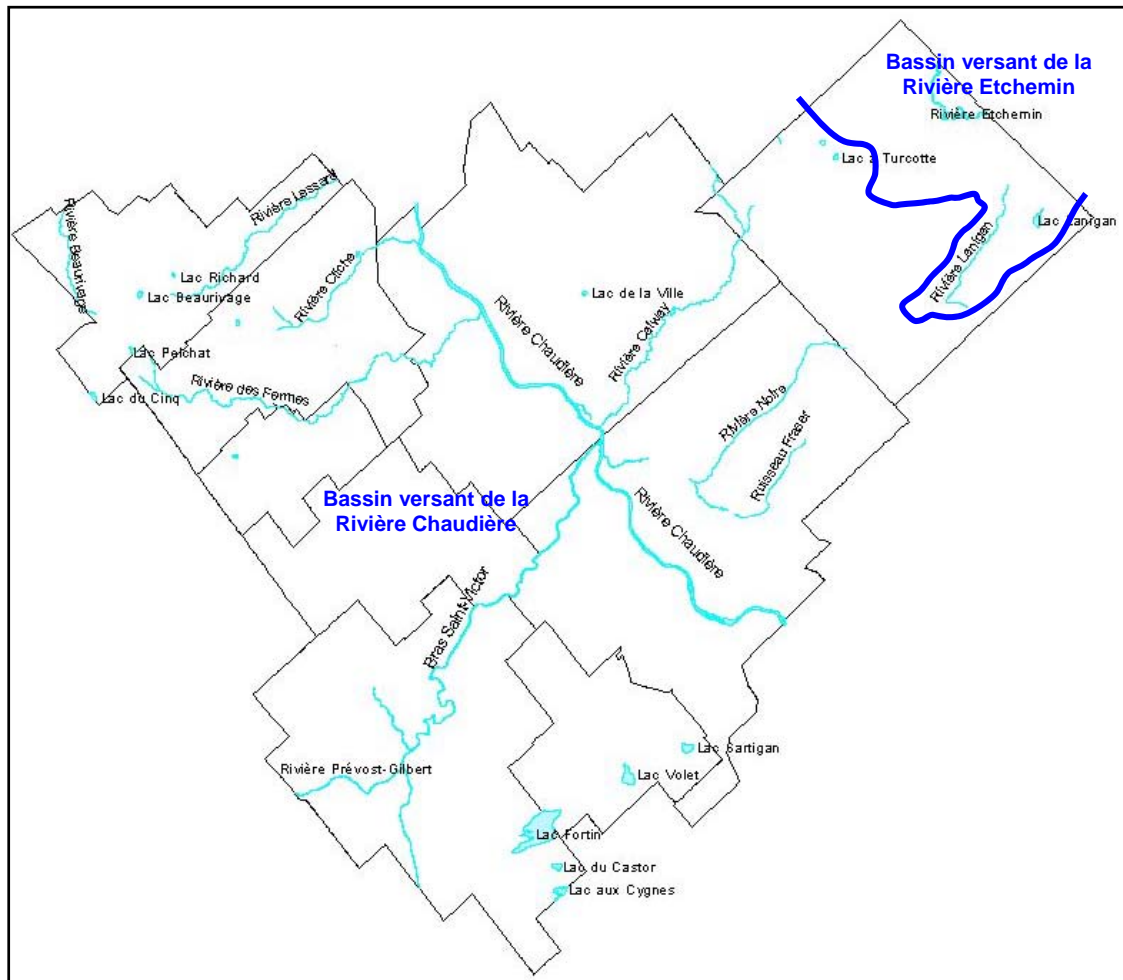 Bassin versant de la
Rivière Etchemin
Rivière Etchemin
Lac à Turcotte
Rivière Lessard
Rivière Beaurivage
Lac Lanigan
Rivière Lanigan
Rivière Cliche
Lac Richard
Lac Beaurivage
Lac de la Ville
Rivière Chaudière
Rivière Calway
Lac Pelchat
Rivière des Fermes
Lac du Cinq
Rivière Noire
Ruisseau Fraser
Bassin versant de la
Rivière Chaudière
Rivière Chaudière
Bras Saint-Victor
Lac Sartigan
Rivière Prévost-Gilbert
Lac Volet
Lac Fortin
Lac du Castor
Lac aux Cygnes